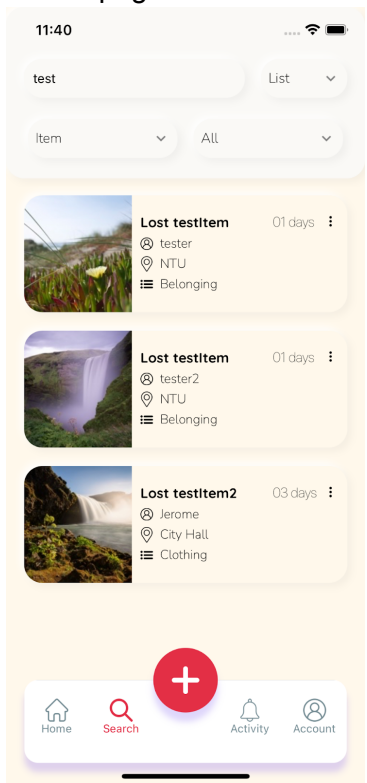 11:40
test
List
Item
All
Lost testItem 01 days
tester
NTU
Belonging
Lost testItem 01 days
tester2
NTU
Belonging
Lost testItem2 03 days
Jerome
City Hall
Clothing
Home Search Activity Account